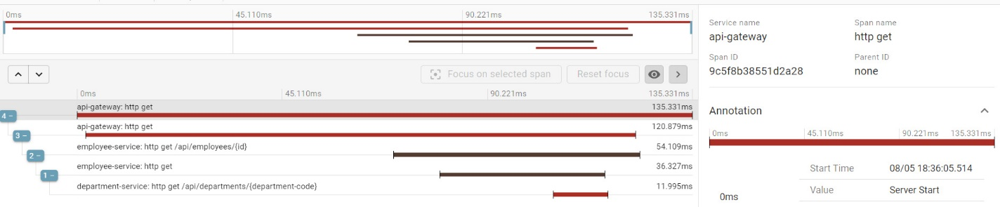 0ms 45.110ms 90.221ms 135.331ms
Focus on selected span Reset focus
0ms 45.110ms 90.221ms 135.331ms
api-gateway: http get 135.331ms
4 −
api-gateway: http get 120.879ms
3 −
employee-service: http get /api/employees/{id} 54.109ms
2 −
employee-service: http get 36.327ms
1 −
department-service: http get /api/departments/{department-code} 11.995ms
Service name Span name
api-gateway http get
Span ID Parent ID
9c5f8b38551d2a28 none
Annotation
0ms 45.110ms 90.221ms 135.331ms
Start Time 08/05 18:36:05.514
0ms
Value Server Start